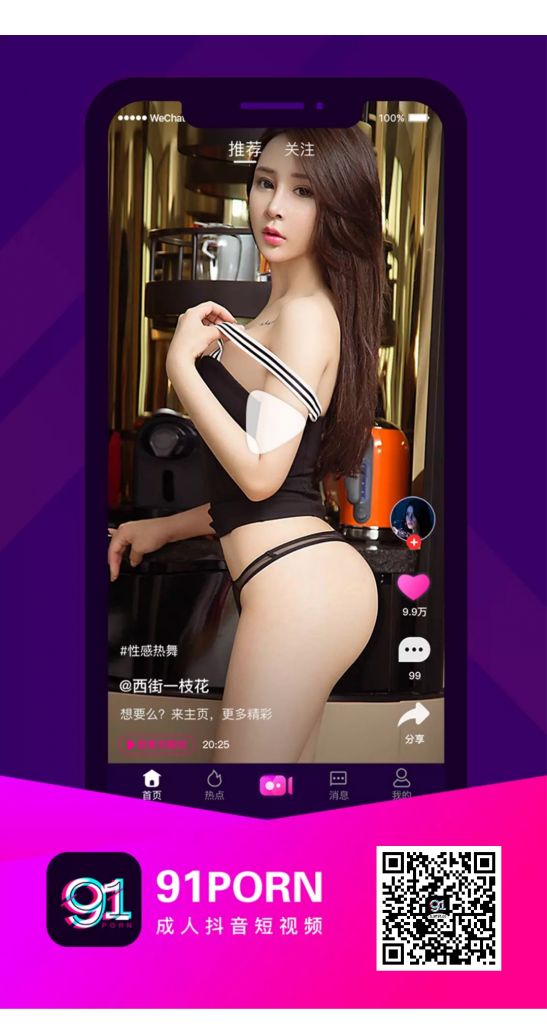 WeChat
100%
推荐 关注
9.9万
#性感热舞
99
@西街一枝花
想要么？来主页，更多精彩
分享
20:25
首页 热点 消息 我的
91
PORN
91PORN
成人抖音短视频
91